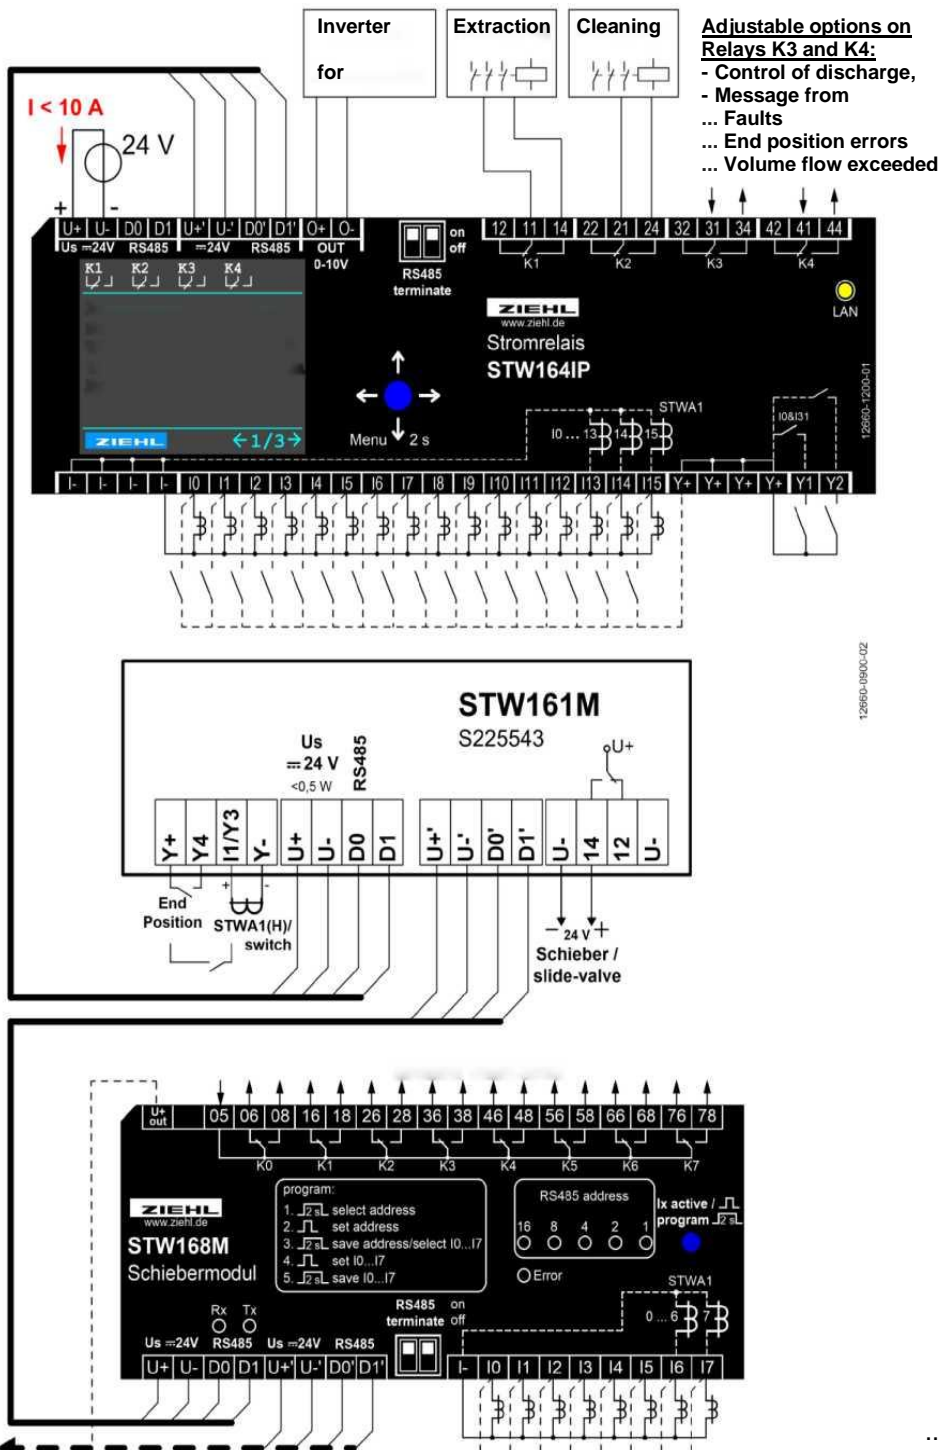 Inverter
for
Extraction
Cleaning
Adjustable options on
Relays K3 and K4:
- Control of discharge,
- Message from
... Faults
... End position errors
... Volume flow exceeded
I < 10 A
24 V
+ -
U+ U- D0 D1 U+' U-' D0' D1' O+ O-
Us ⎓24V RS485 ⎓24V RS485 OUT
0-10V
on
off
RS485
terminate
12 11 14 22 21 24 32 31 34 42 41 44
K1 K2 K3 K4
K1 K2 K3 K4
ZIEHL
www.ziehl.de
Stromrelais
STW164IP
LAN
12660-1200-01
ZIEHL
←1/3→
Menu 2 s
STWA1
I0 ... 13 14 15
I0&I31
I- I- I- I- I0 I1 I2 I3 I4 I5 I6 I7 I8 I9 I10 I11 I12 I13 I14 I15 Y+ Y+ Y+ Y+ Y1 Y2
12660-0900-02
STW161M
S225543
Us
⎓ 24 V
<0,5 W
RS485
U+
Y+ Y4 I1/Y3 Y- U+ U- D0 D1 U+' U-' D0' D1' U- 14 12 U-
End
Position
+ -
STWA1(H)/
switch
– 24 V +
Schieber /
slide-valve
U+
out
05 06 08 16 18 26 28 36 38 46 48 56 58 66 68 76 78
K0 K1 K2 K3 K4 K5 K6 K7
ZIEHL
www.ziehl.de
STW168M
Schiebermodul
program:
1. 2 s select address
2. set address
3. 2 s save address/select I0...I7
4. set I0...I7
5. 2 s save I0...I7
RS485 address
16 8 4 2 1
Error
Ix active /
program 2 s
STWA1
0 ... 6 7
Rx Tx
RS485 on
terminate off
Us ⎓24V RS485 Us ⎓24V RS485
U+ U- D0 D1 U+' U-' D0' D1'
I- I0 I1 I2 I3 I4 I5 I6 I7
..